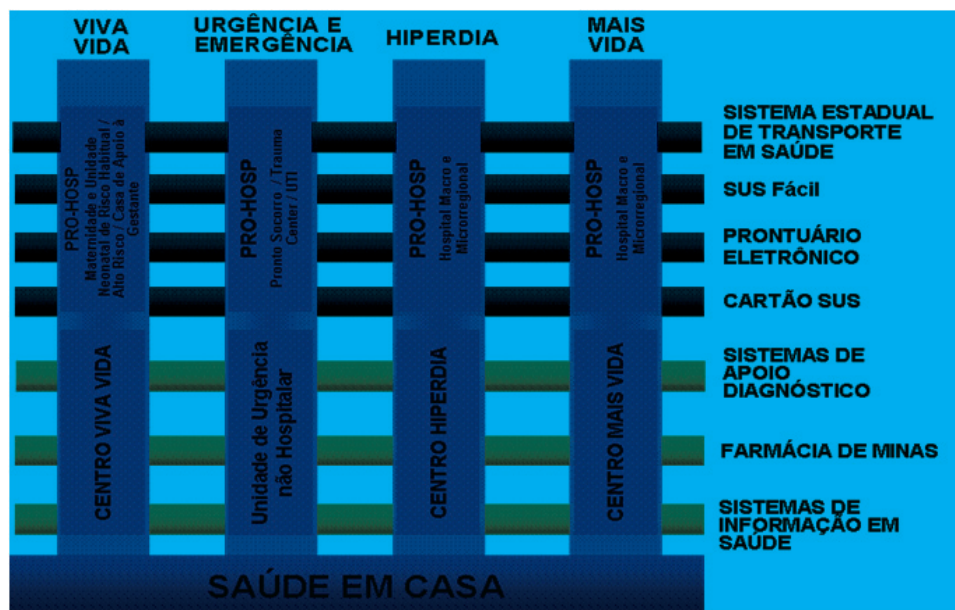 VIVA
VIDA
URGÊNCIA E
EMERGÊNCIA
HIPERDIA
MAIS
VIDA
PRO-HOSP
Maternidade e Unidade
Neonatal de Risco Habitual /
Alto Risco / Casa de Apoio à
Gestante
PRO-HOSP
Pronto Socorro / Trauma
Center / UTI
PRO-HOSP
Hospital Macro e
Microrregional
PRO-HOSP
Hospital Macro e
Microrregional
SISTEMA ESTADUAL
DE TRANSPORTE
EM SAÚDE
SUS Fácil
PRONTUÁRIO
ELETRÔNICO
CARTÃO SUS
CENTRO VIVA VIDA
Unidade de Urgência
não Hospitalar
CENTRO HIPERDIA
CENTRO MAIS VIDA
SISTEMAS DE
APOIO
DIAGNÓSTICO
FARMÁCIA DE MINAS
SISTEMAS DE
INFORMAÇÃO EM
SAÚDE
SAÚDE EM CASA